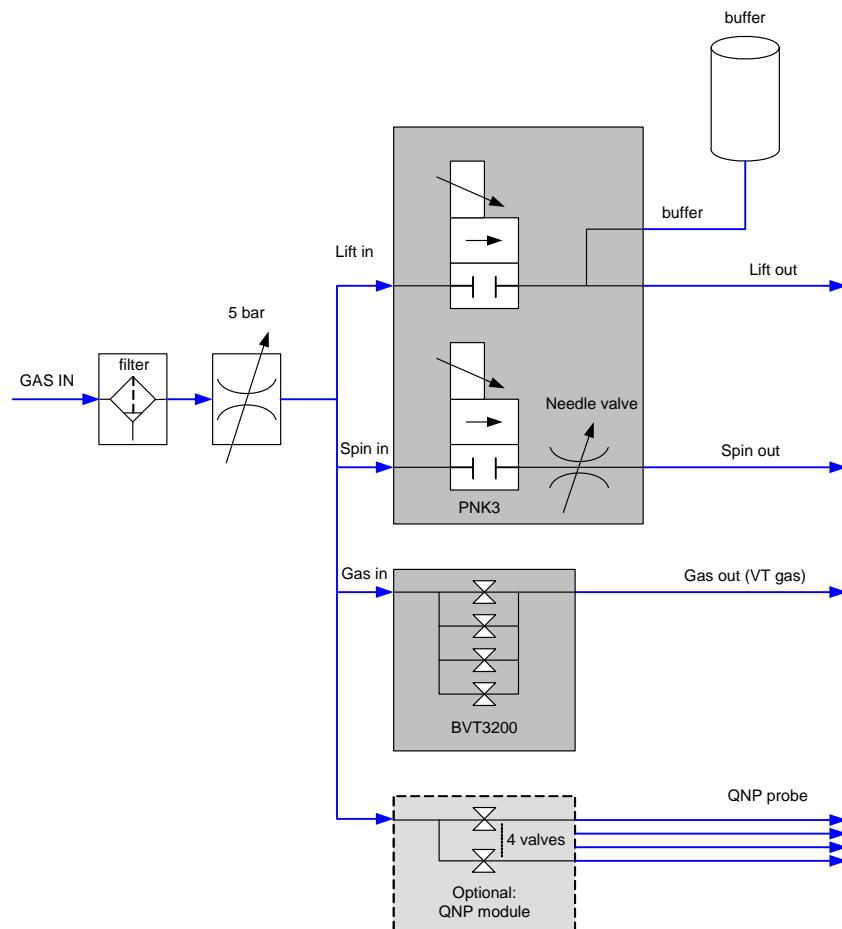 buffer
buffer
Lift in
Lift out
5 bar
filter
GAS IN
Needle valve
Spin in
Spin out
PNK3
Gas in
Gas out (VT gas)
BVT3200
QNP probe
4 valves
Optional:
QNP module